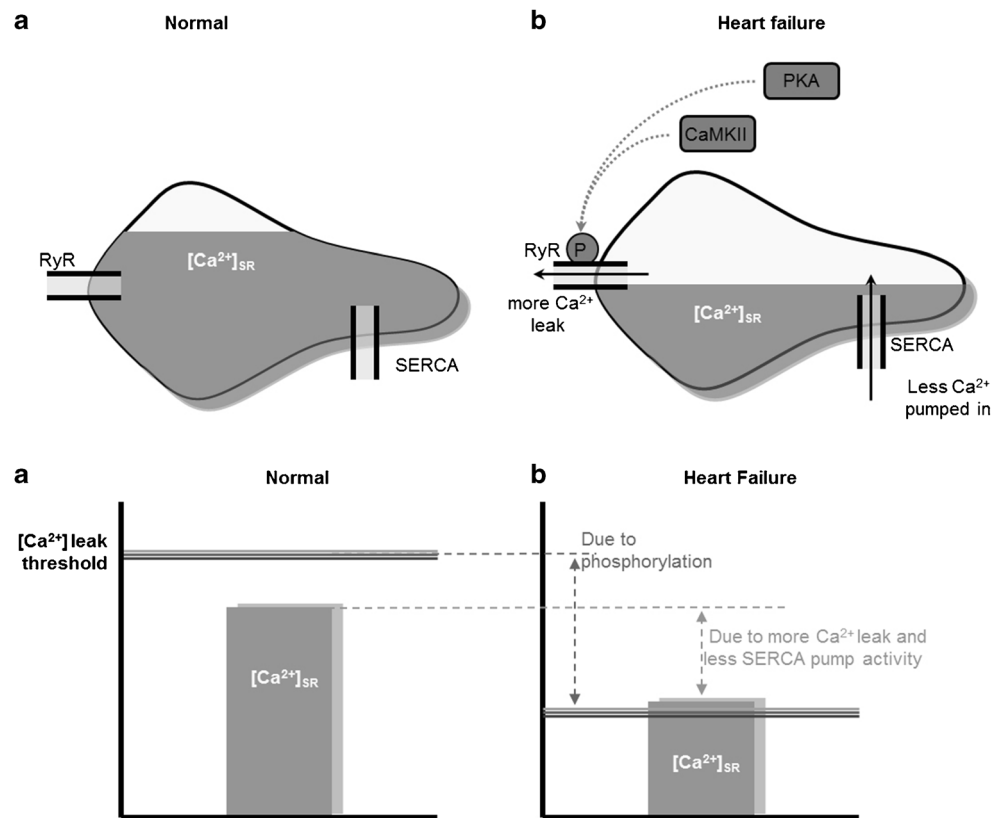 a
Normal
b
Heart failure
PKA
CaMKII
RyR
[Ca²⁺]SR
SERCA
RyR
P
more Ca²⁺
leak
[Ca²⁺]SR
SERCA
Less Ca²⁺
pumped in
a
Normal
b
Heart Failure
[Ca²⁺] leak
threshold
[Ca²⁺]SR
Due to
phosphorylation
Due to more Ca²⁺ leak and
less SERCA pump activity
[Ca²⁺]SR